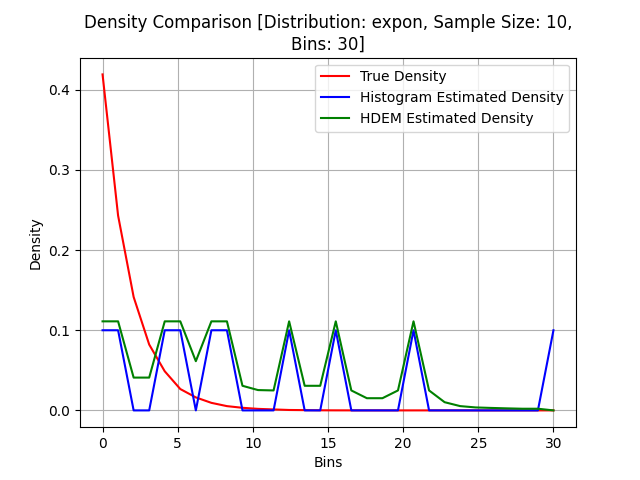 Density Comparison [Distribution: expon, Sample Size: 10,
Bins: 30]
True Density
Histogram Estimated Density
HDEM Estimated Density
Density
0.4
0.3
0.2
0.1
0.0
0 5 10 15 20 25 30
Bins